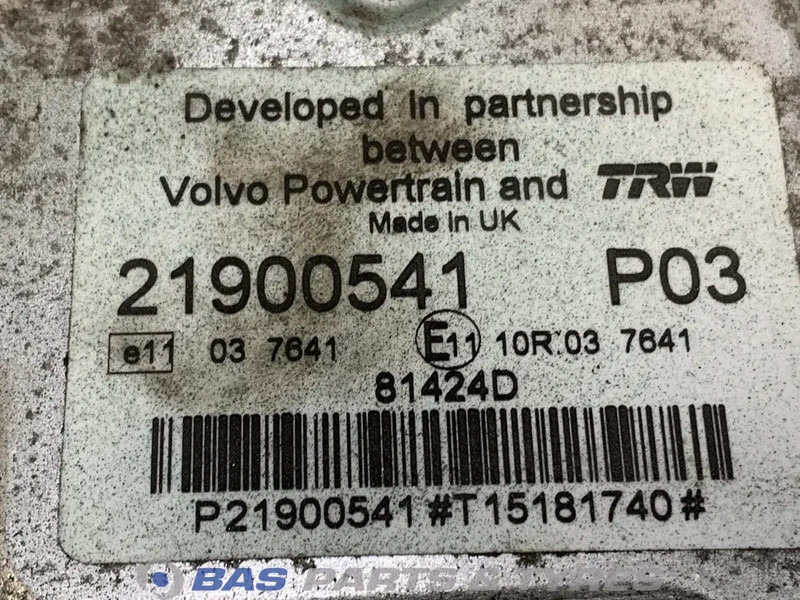 Developed in partnership
between
Volvo Powertrain and TRW
Made In UK
21900541 P03
e11 03 7641 E11 10R:03 7641
81424D
P21900541#T15181740#
BAS PARTS & TYRES